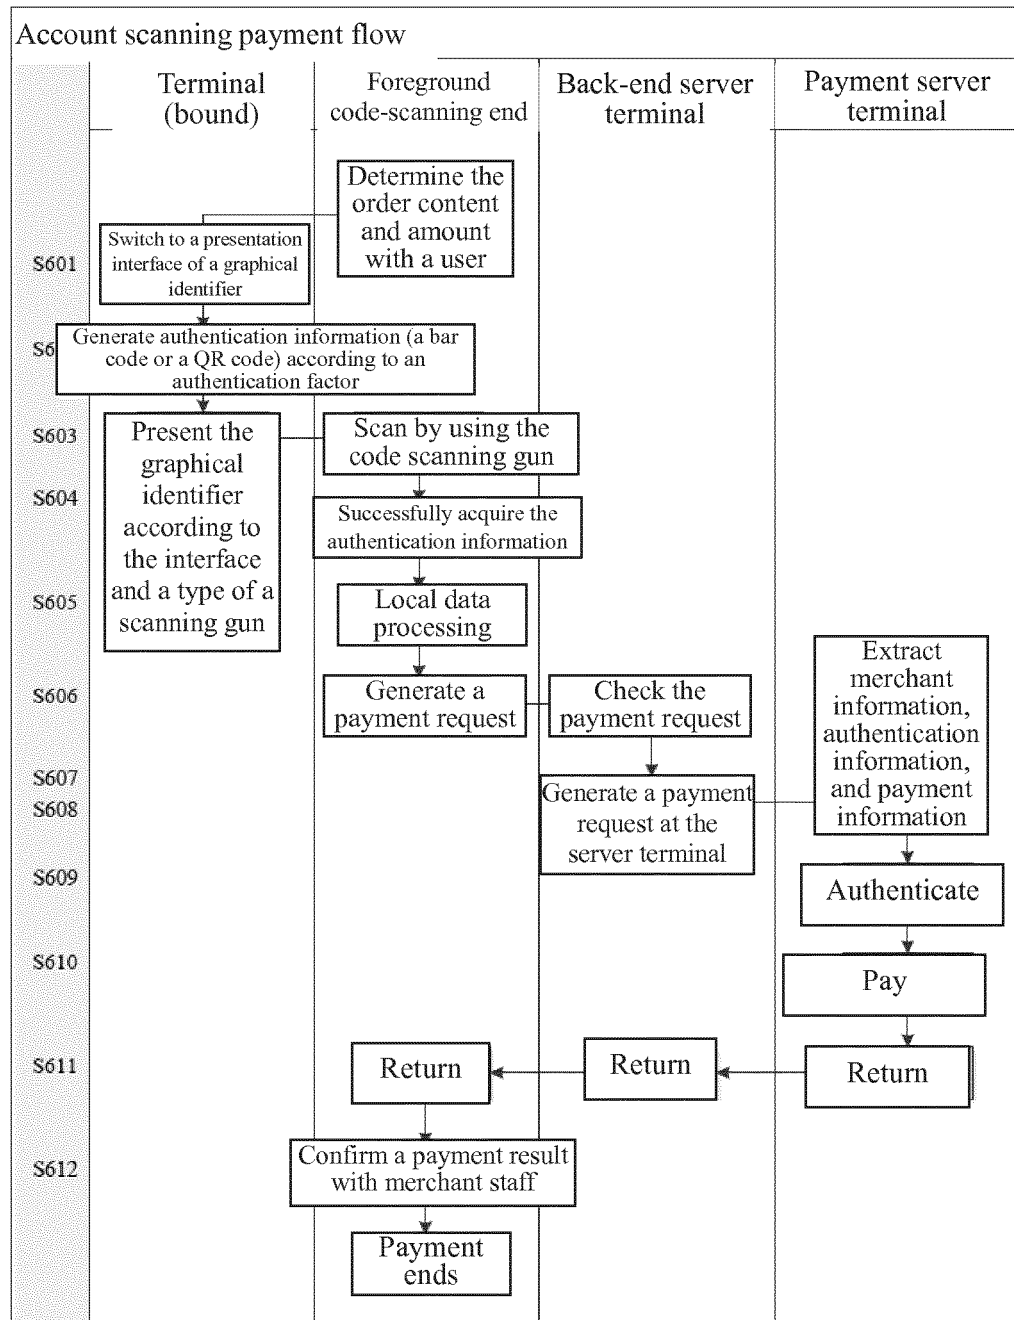 Account scanning payment flow
Terminal
(bound)
Foreground
code-scanning end
Back-end server
terminal
Payment server
terminal
Determine the
order content
and amount
with a user
S601
Switch to a presentation
interface of a graphical
identifier
Generate authentication information (a bar
code or a QR code) according to an
authentication factor
S603
Present the
graphical
identifier
according to
the interface
and a type of a
scanning gun
Scan by using the
code scanning gun
S604
Successfully acquire the
authentication information
S605
Local data
processing
S606
Generate a
payment request
Check the
payment request
Extract
merchant
information,
authentication
information,
and payment
information
S607
S608
Generate a payment
request at the
server terminal
S609
Authenticate
S610
Pay
S611
Return
Return
Return
S612
Confirm a payment result
with merchant staff
Payment
ends